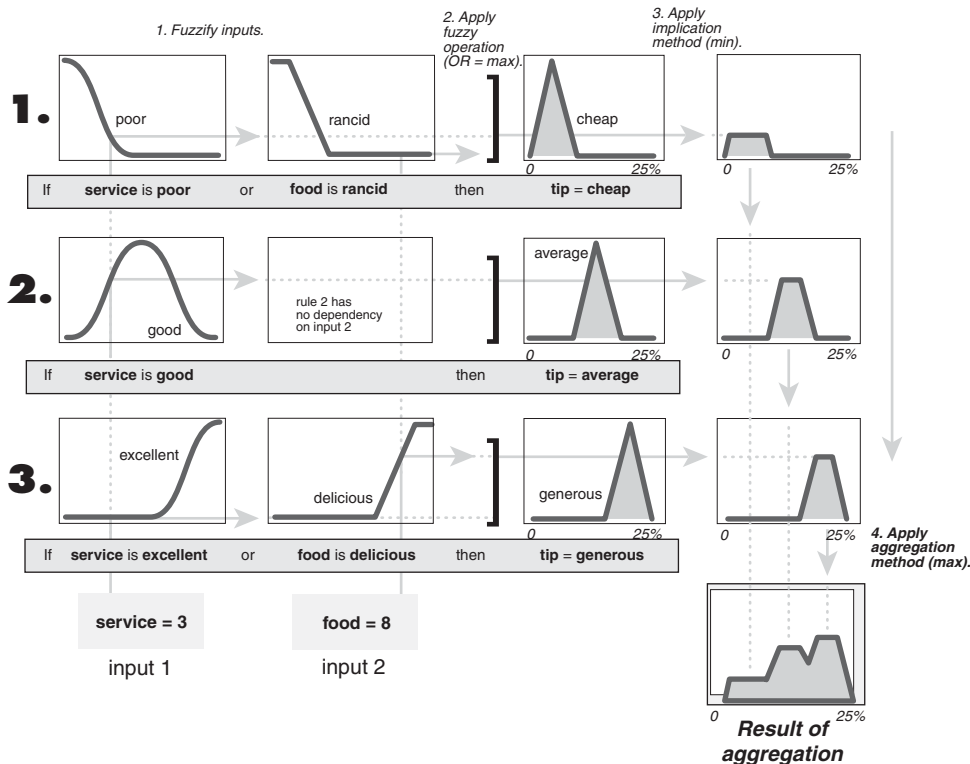 1. Fuzzify inputs.
2. Apply
fuzzy
operation
(OR = max).
3. Apply
implication
method (min).
1.
poor
rancid
cheap
0 25%
0 25%
If service is poor or food is rancid then tip = cheap
2.
good
rule 2 has
no dependency
on input 2
average
0 25%
0 25%
If service is good then tip = average
3.
excellent
delicious
generous
0 25%
0 25%
If service is excellent or food is delicious then tip = generous
4. Apply
aggregation
method (max).
service = 3
food = 8
input 1
input 2
0 25%
Result of
aggregation